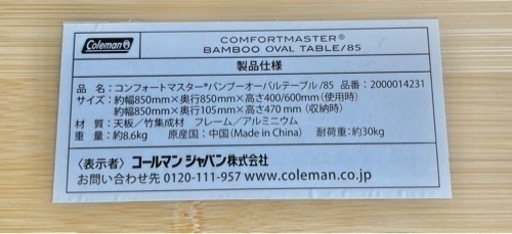 Coleman
COMFORTMASTER®
BAMBOO OVAL TABLE/85
製品仕様
品 名：コンフォートマスター®バンブーオーバルテーブル/85 品番：2000014231
サイズ：約幅850mm×奥行850mm×高さ400/600mm（使用時）
約幅850mm×奥行105mm×高さ470mm（収納時）
材 質：天板／竹集成材 フレーム／アルミニウム
重 量：約8.6kg 原産国：中国（Made in China） 耐荷重：約30kg
〈表示者〉コールマン ジャパン株式会社
お問い合わせ先 0120-111-957 www.coleman.co.jp